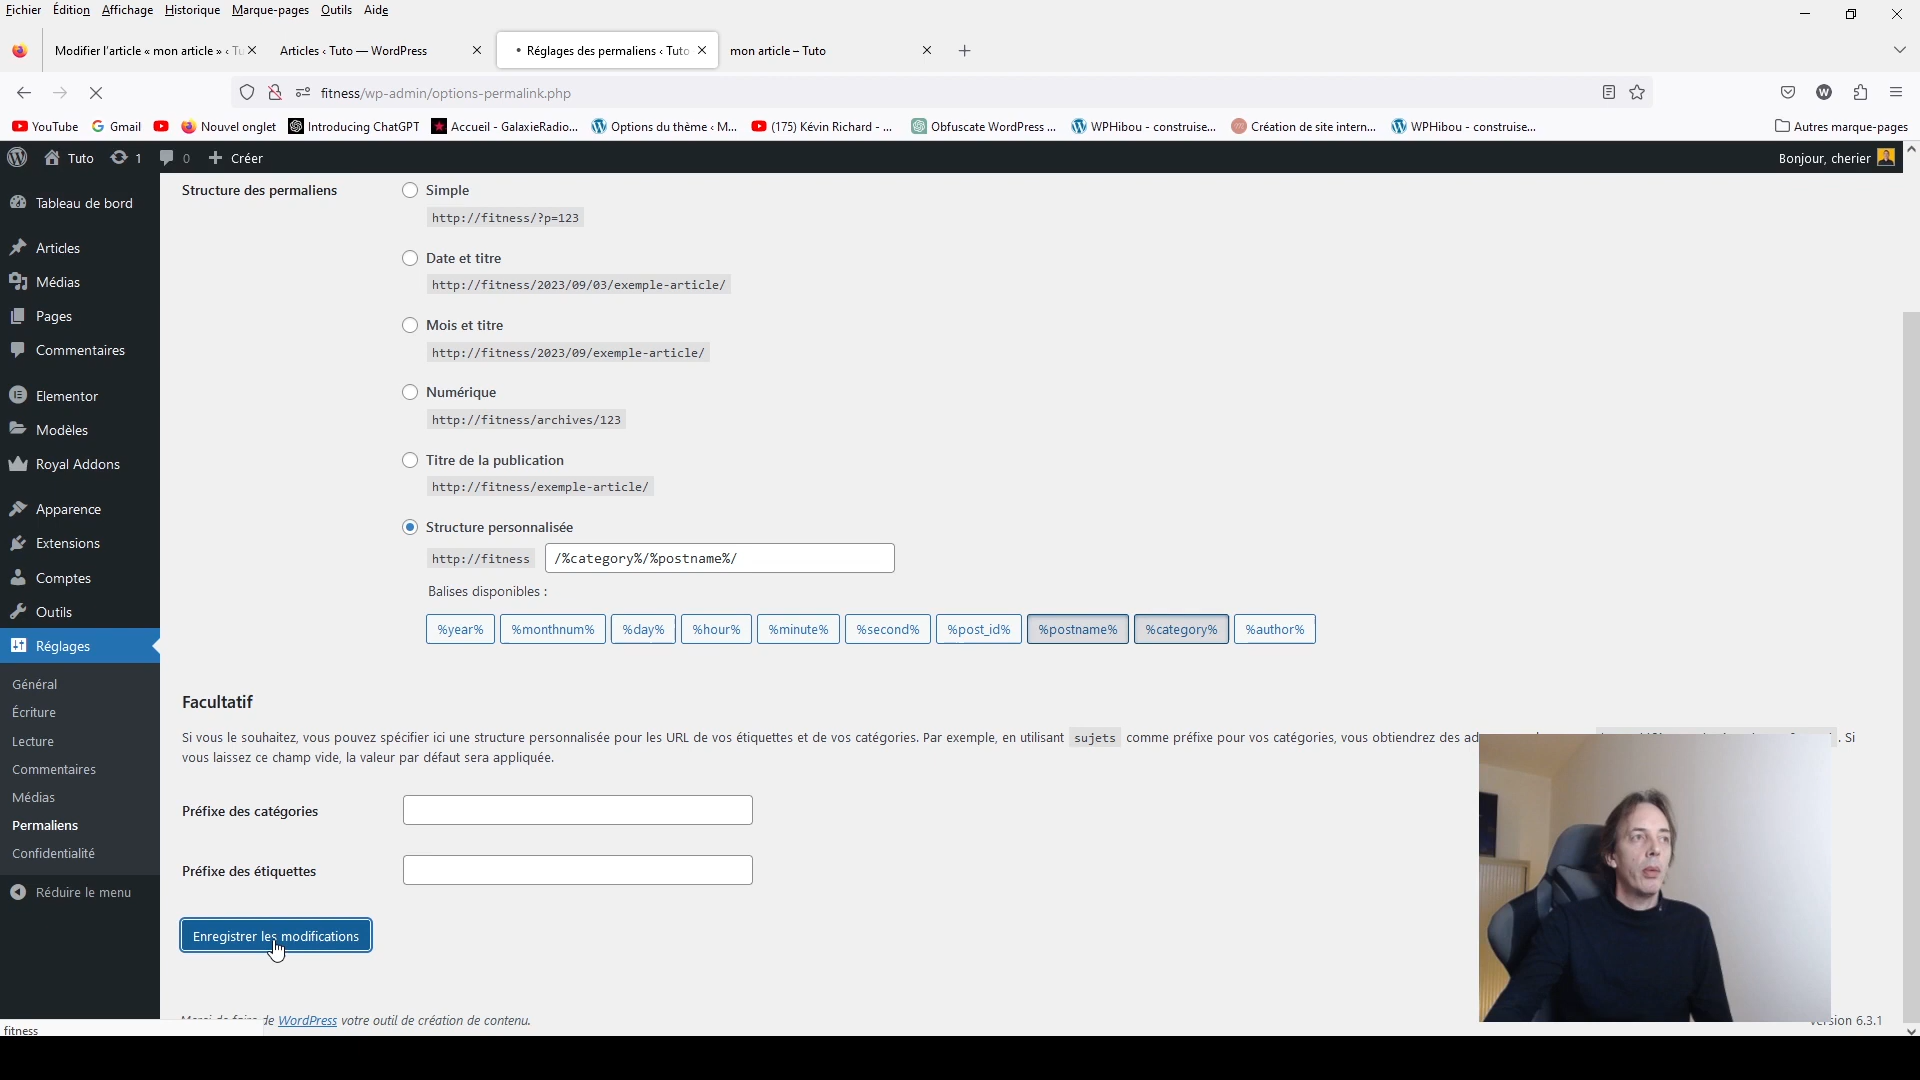 Fichier Édition Affichage Historique Marque-pages Outils Aide
Modifier l'article « mon article » ‹ Tu
Articles ‹ Tuto — WordPress
• Réglages des permaliens ‹ Tuto
mon article – Tuto
fitness/wp-admin/options-permalink.php
YouTube
Gmail
Nouvel onglet
Introducing ChatGPT
Accueil - GalaxieRadio...
Options du thème ‹ M...
(175) Kévin Richard - ...
Obfuscate WordPress ...
WPHibou - construise...
Création de site intern...
WPHibou - construise...
Autres marque-pages
Tuto
1
0
Créer
Bonjour, cherier
Tableau de bord
Articles
Médias
Pages
Commentaires
Elementor
Modèles
Royal Addons
Apparence
Extensions
Comptes
Outils
Réglages
Général
Écriture
Lecture
Commentaires
Médias
Permaliens
Confidentialité
Réduire le menu
Structure des permaliens
Simple
http://fitness/?p=123
Date et titre
http://fitness/2023/09/03/exemple-article/
Mois et titre
http://fitness/2023/09/exemple-article/
Numérique
http://fitness/archives/123
Titre de la publication
http://fitness/exemple-article/
Structure personnalisée
http://fitness
/%category%/%postname%/
Balises disponibles :
%year% %monthnum% %day% %hour% %minute% %second% %post_id% %postname% %category% %author%
Facultatif
Si vous le souhaitez, vous pouvez spécifier ici une structure personnalisée pour les URL de vos étiquettes et de vos catégories. Par exemple, en utilisant sujets comme préfixe pour vos catégories, vous obtiendrez des . Si
vous laissez ce champ vide, la valeur par défaut sera appliquée.
Préfixe des catégories
Préfixe des étiquettes
Enregistrer les modifications
de WordPress votre outil de création de contenu.
Version 6.3.1
fitness